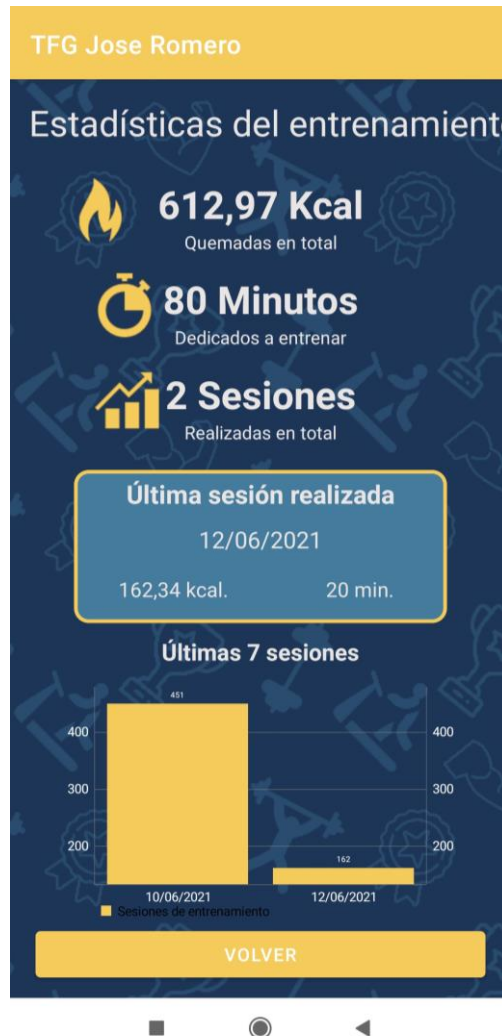 TFG Jose Romero
Estadísticas del entrenamient
612,97 Kcal
Quemadas en total
80 Minutos
Dedicados a entrenar
2 Sesiones
Realizadas en total
Última sesión realizada
12/06/2021
162,34 kcal. 20 min.
Últimas 7 sesiones
451
400 400
300 300
200 200
162
10/06/2021 12/06/2021
Sesiones de entrenamiento
VOLVER